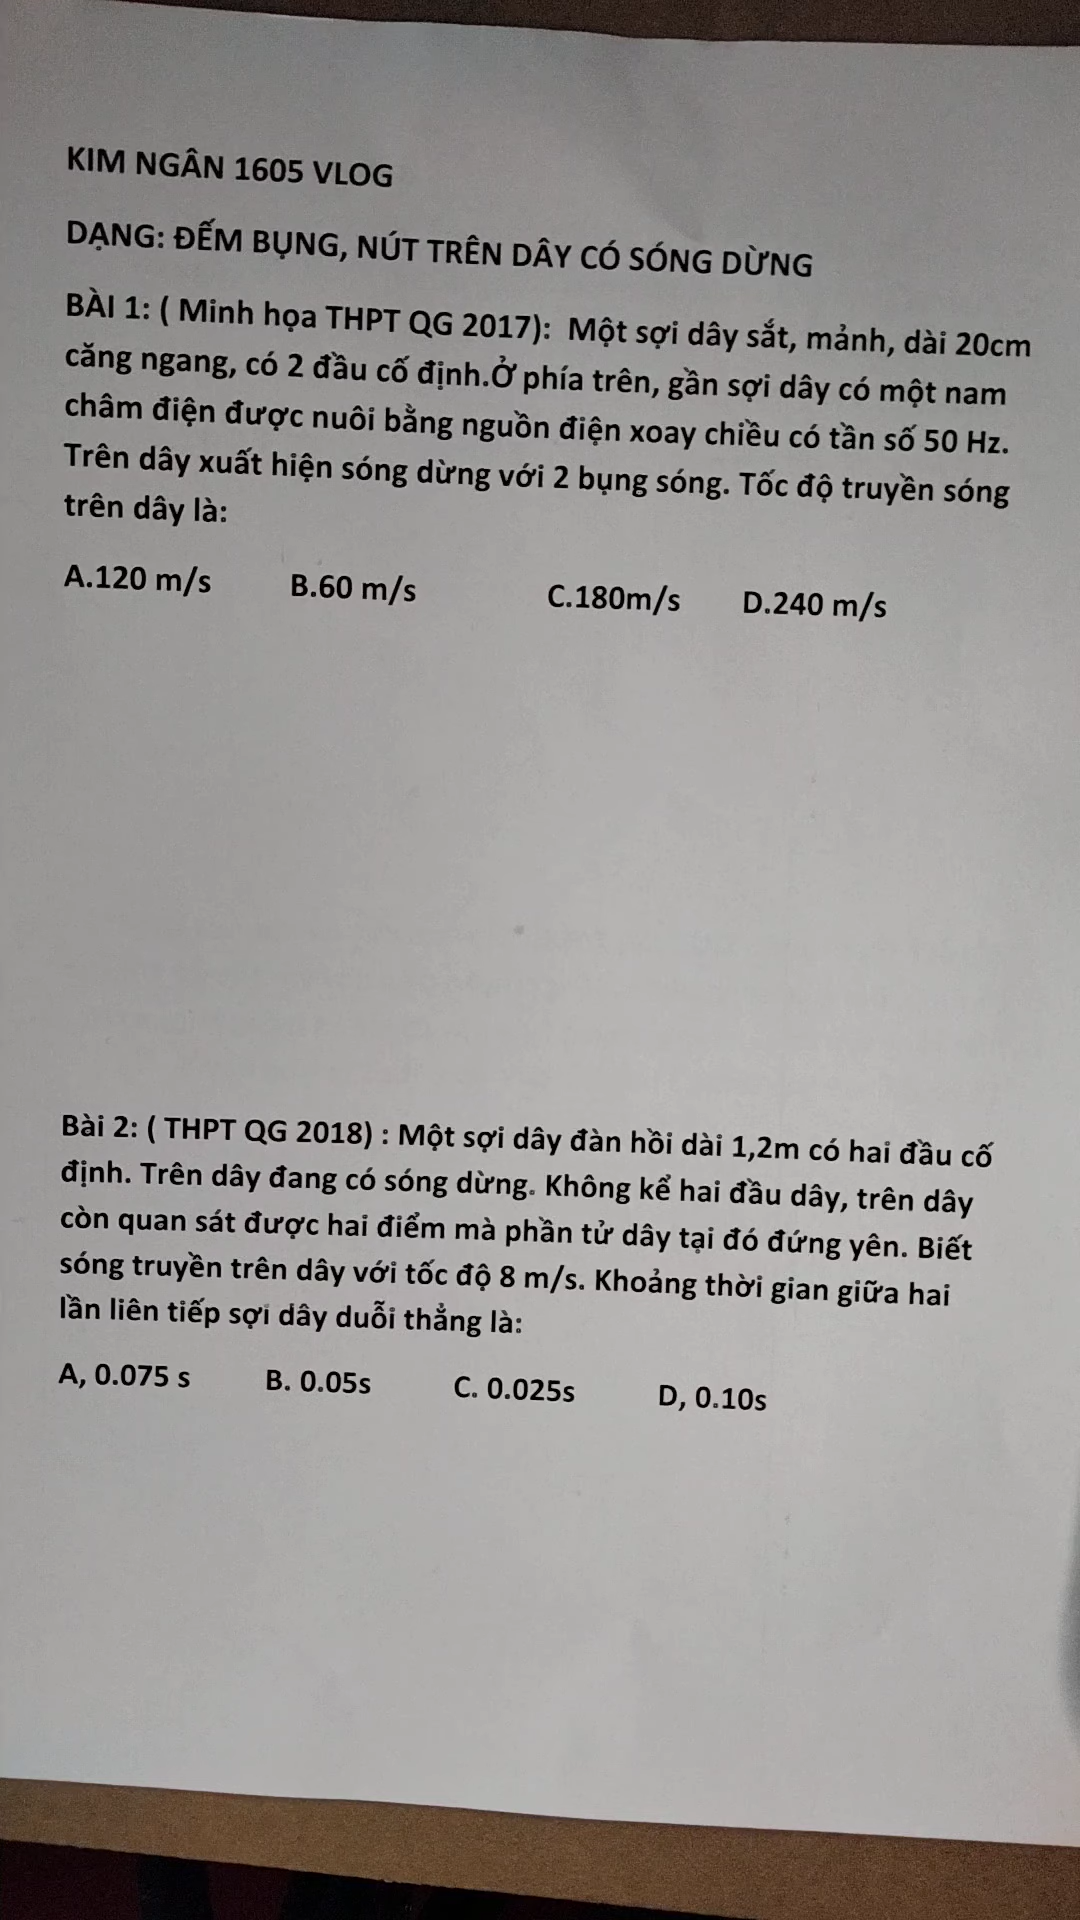 KIM NGÂN 1605 VLOG
DẠNG: ĐẾM BỤNG, NÚT TRÊN DÂY CÓ SÓNG DỪNG
BÀI 1: ( Minh họa THPT QG 2017): Một sợi dây sắt, mảnh, dài 20cm
căng ngang, có 2 đầu cố định.Ở phía trên, gần sợi dây có một nam
châm điện được nuôi bằng nguồn điện xoay chiều có tần số 50 Hz.
Trên dây xuất hiện sóng dừng với 2 bụng sóng. Tốc độ truyền sóng
trên dây là:
A.120 m/s B.60 m/s C.180m/s D.240 m/s
Bài 2: ( THPT QG 2018) : Một sợi dây đàn hồi dài 1,2m có hai đầu cố
định. Trên dây đang có sóng dừng. Không kể hai đầu dây, trên dây
còn quan sát được hai điểm mà phần tử dây tại đó đứng yên. Biết
sóng truyền trên dây với tốc độ 8 m/s. Khoảng thời gian giữa hai
lần liên tiếp sợi dây duỗi thẳng là:
A, 0.075 s B. 0.05s C. 0.025s D, 0.10s